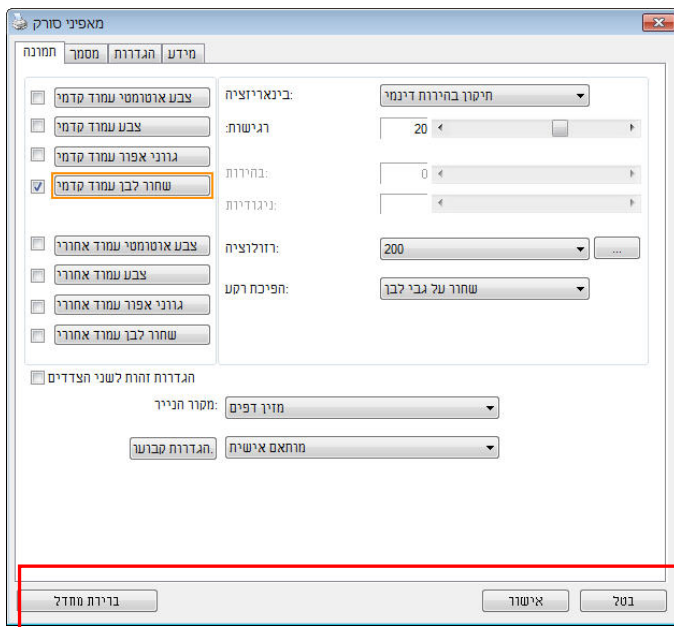 מאפיני סורק
תמונה מסמך הגדרות מידע
צבע אוטומטי עמוד קדמי
צבע עמוד קדמי
גווני אפור עמוד קדמי
שחור לבן עמוד קדמי
צבע אוטומטי עמוד אחורי
צבע עמוד אחורי
גווני אפור עמוד אחורי
שחור לבן עמוד אחורי
בינאריזציה: תיקון בהירות דינמי
רגישות: 20
בהירות: 0
ניגודיות:
רזולוציה: 200 ...
הפיכת רקע: שחור על גבי לבן
הגדרות זהות לשני הצדדים
מקור הנייר: מזין דפים
הגדרות קבועו. מותאם אישית
ברירת מחדל אישור בטל